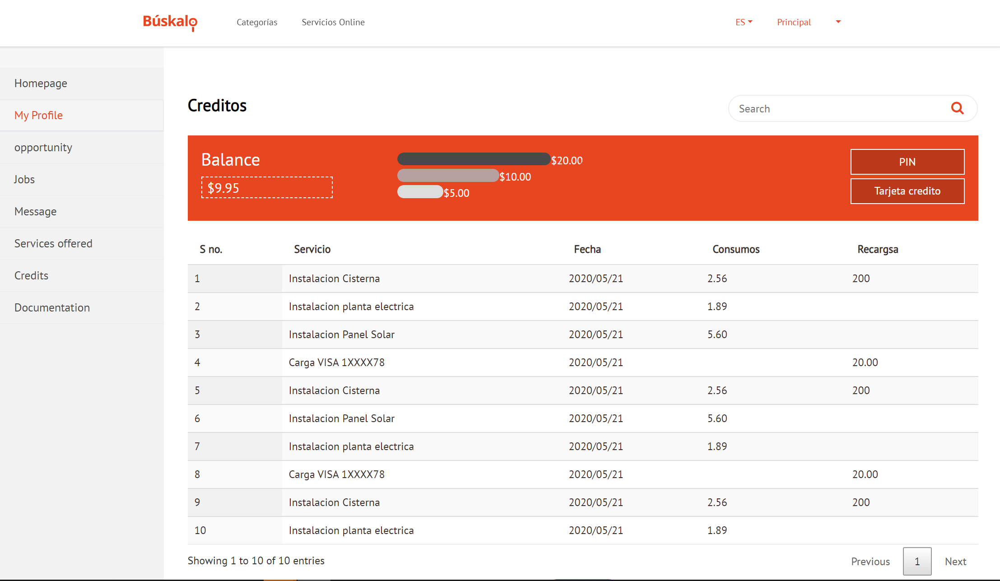 Búskalo Categorías Servicios Online ES Principal
Homepage
My Profile
opportunity
Jobs
Message
Services offered
Credits
Documentation
Creditos
Search
Balance
$9.95
$20.00
$10.00
$5.00
PIN
Tarjeta credito
S no. Servicio Fecha Consumos Recargsa
1 Instalacion Cisterna 2020/05/21 2.56 200
2 Instalacion planta electrica 2020/05/21 1.89
3 Instalacion Panel Solar 2020/05/21 5.60
4 Carga VISA 1XXXX78 2020/05/21 20.00
5 Instalacion Cisterna 2020/05/21 2.56 200
6 Instalacion Panel Solar 2020/05/21 5.60
7 Instalacion planta electrica 2020/05/21 1.89
8 Carga VISA 1XXXX78 2020/05/21 20.00
9 Instalacion Cisterna 2020/05/21 2.56 200
10 Instalacion planta electrica 2020/05/21 1.89
Showing 1 to 10 of 10 entries
Previous 1 Next